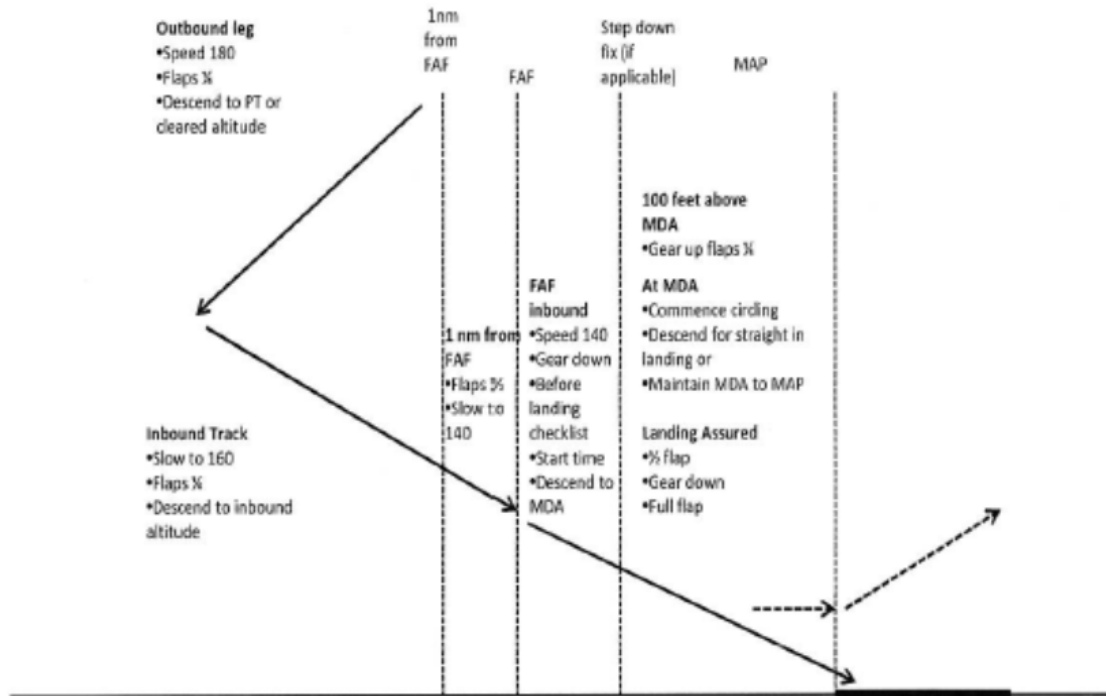 Outbound leg
•Speed 180
•Flaps ¼
•Descend to PT or
cleared altitude
1nm
from
FAF
FAF
Step down
fix (if
applicable)
MAP
100 feet above
MDA
•Gear up flaps ¼
At MDA
•Commence circling
•Descend for straight in
landing or
•Maintain MDA to MAP
Landing Assured
•½ flap
•Gear down
•Full flap
FAF
inbound
•Speed 140
•Gear down
•Before
landing
checklist
•Start time
•Descend to
MDA
1 nm from
FAF
•Flaps ½
•Slow to
140
Inbound Track
•Slow to 160
•Flaps ¼
•Descend to inbound
altitude